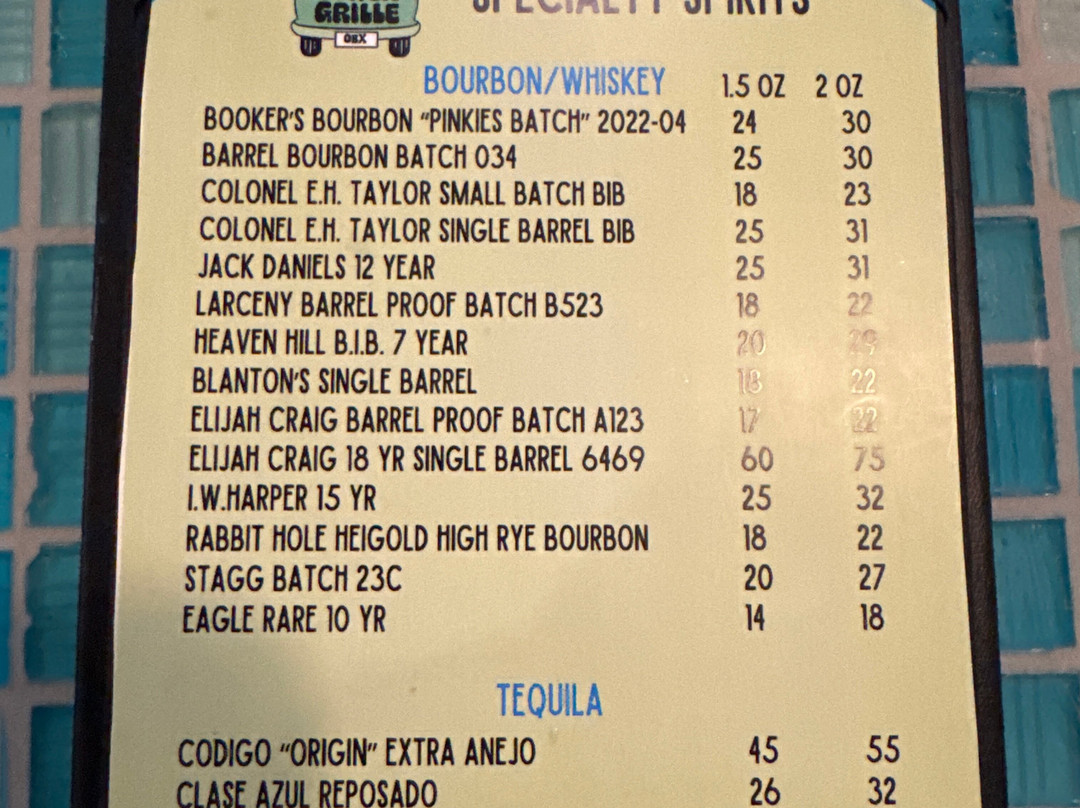 GRILLE
OBX
SPECIALTY SPIRITS
BOURBON/WHISKEY 1.5 OZ 2 OZ
BOOKER'S BOURBON "PINKIES BATCH" 2022-04 24 30
BARREL BOURBON BATCH 034 25 30
COLONEL E.H. TAYLOR SMALL BATCH BIB 18 23
COLONEL E.H. TAYLOR SINGLE BARREL BIB 25 31
JACK DANIELS 12 YEAR 25 31
LARCENY BARREL PROOF BATCH B523 18 22
HEAVEN HILL B.I.B. 7 YEAR 20
BLANTON'S SINGLE BARREL 18 22
ELIJAH CRAIG BARREL PROOF BATCH A123 17 22
ELIJAH CRAIG 18 YR SINGLE BARREL 6469 60 75
I.W.HARPER 15 YR 25 32
RABBIT HOLE HEIGOLD HIGH RYE BOURBON 18 22
STAGG BATCH 23C 20 27
EAGLE RARE 10 YR 14 18
TEQUILA
CODIGO "ORIGIN" EXTRA ANEJO 45 55
CLASE AZUL REPOSADO 26 32